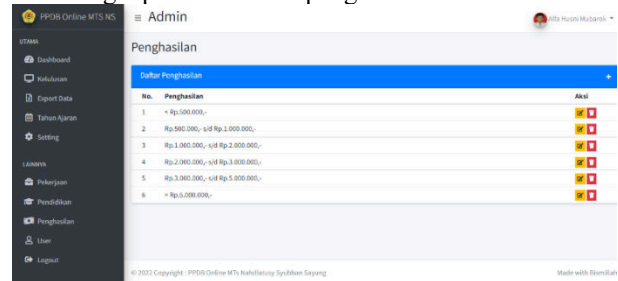 PPDB Online MTS NS
Admin
Alfa Husni Mubarok
UTAMA
Dashboard
Kelulusan
Export Data
Tahun Ajaran
Setting
LAINNYA
Pekerjaan
Pendidikan
Penghasilan
User
Logout
Penghasilan
Daftar Penghasilan +
No. Penghasilan Aksi
1 < Rp.500.000,-
2 Rp.500.000,- s/d Rp.1.000.000,-
3 Rp.1.000.000,- s/d Rp.2.000.000,-
4 Rp.2.000.000,- s/d Rp.3.000.000,-
5 Rp.3.000.000,- s/d Rp.5.000.000,-
6 Rp.5.000.000,-
© 2022 Copyright : PPDB Online MTs Nahdlatusy Syubban Sayung
Made with Bismillah